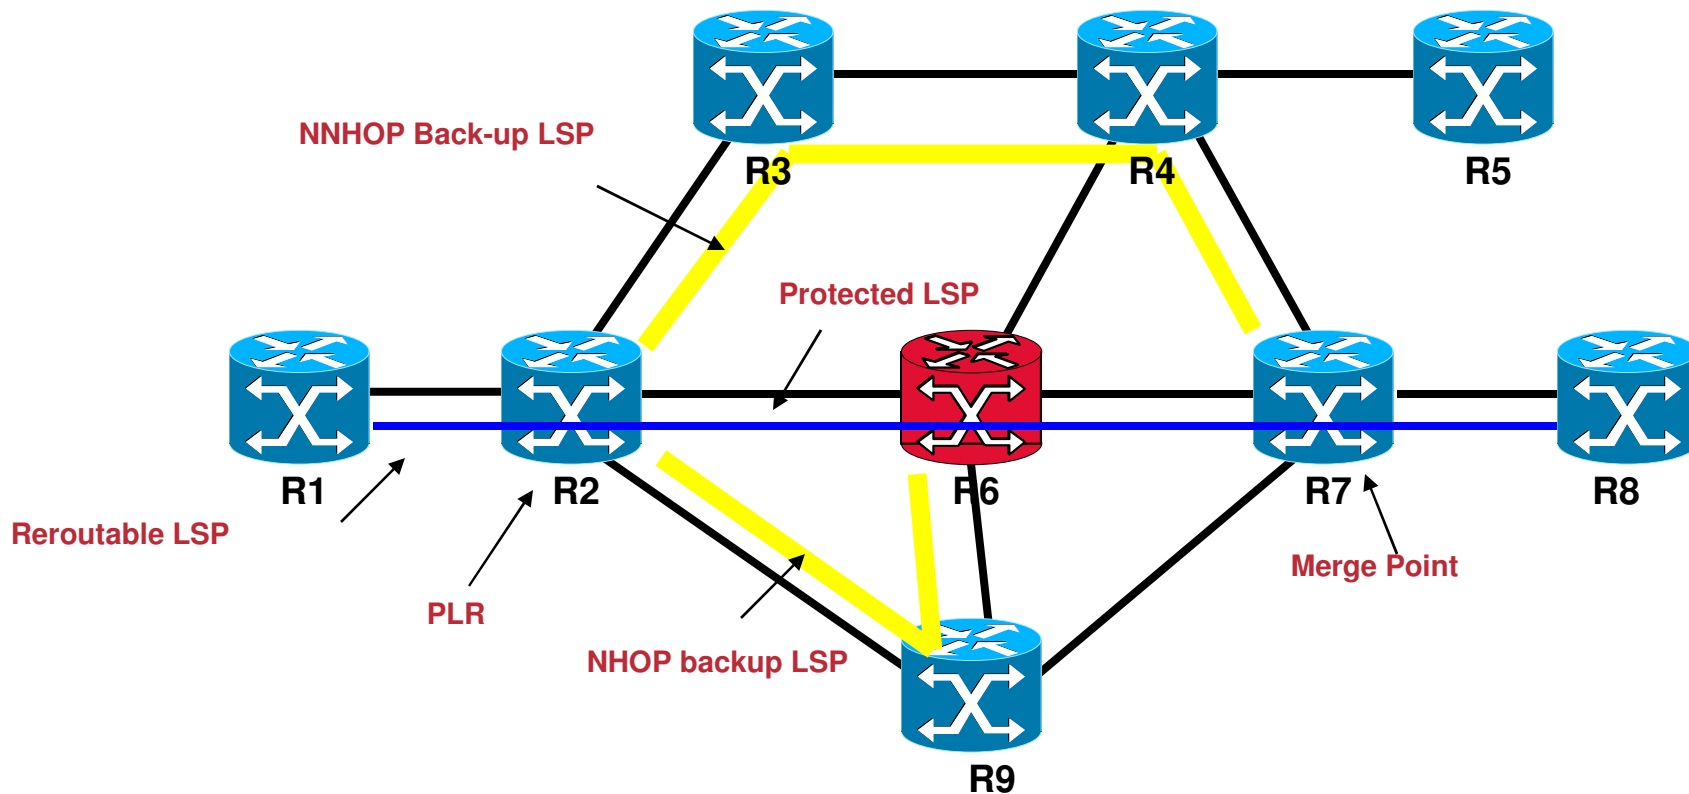 NNHOP Back-up LSP
R3
R4
R5
Protected LSP
R1
R2
R6
R7
R8
Reroutable LSP
Merge Point
PLR
NHOP backup LSP
R9